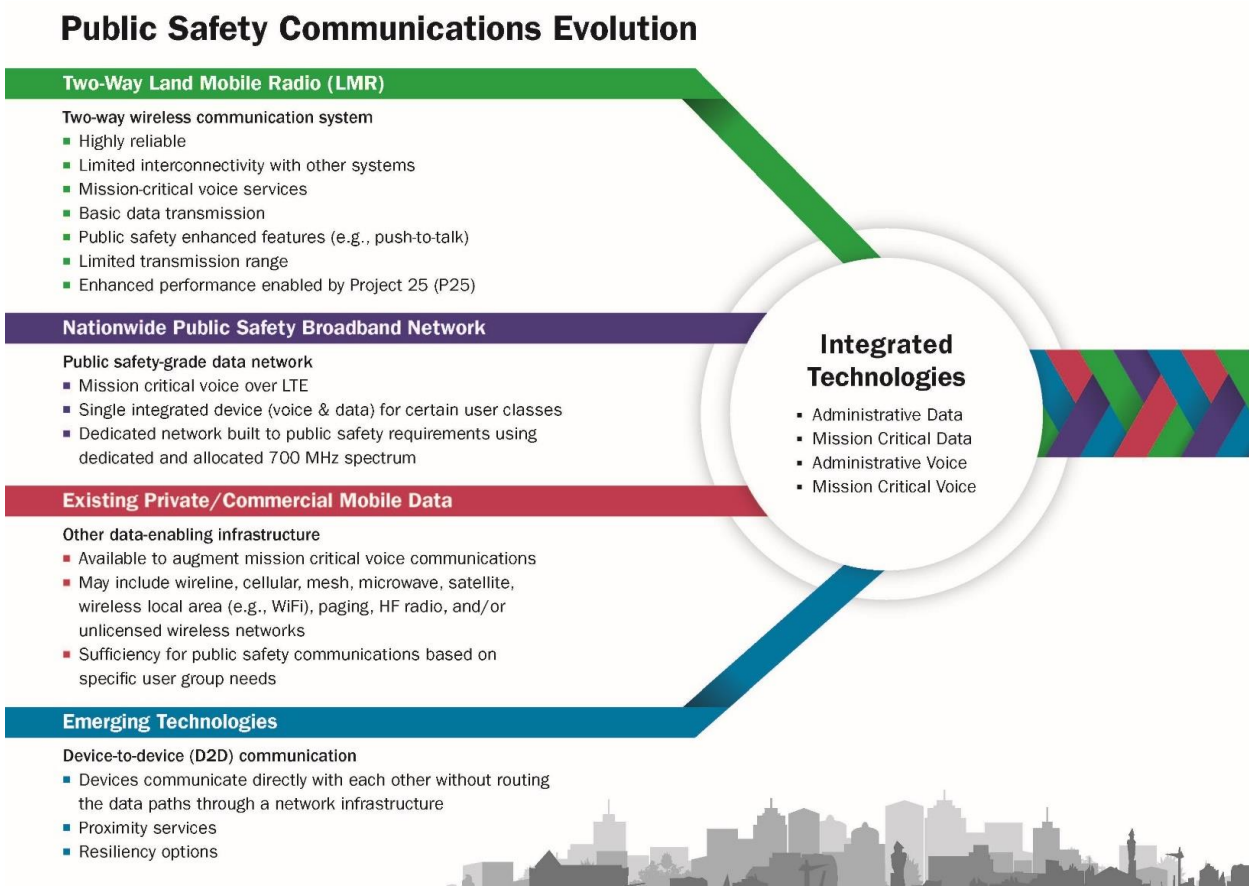 Public Safety Communications Evolution
Two-Way Land Mobile Radio (LMR)
Two-way wireless communication system
▪ Highly reliable
▪ Limited interconnectivity with other systems
▪ Mission-critical voice services
▪ Basic data transmission
▪ Public safety enhanced features (e.g., push-to-talk)
▪ Limited transmission range
▪ Enhanced performance enabled by Project 25 (P25)
Nationwide Public Safety Broadband Network
Public safety-grade data network
▪ Mission critical voice over LTE
▪ Single integrated device (voice & data) for certain user classes
▪ Dedicated network built to public safety requirements using
dedicated and allocated 700 MHz spectrum
Existing Private/Commercial Mobile Data
Other data-enabling infrastructure
▪ Available to augment mission critical voice communications
▪ May include wireline, cellular, mesh, microwave, satellite,
wireless local area (e.g., WiFi), paging, HF radio, and/or
unlicensed wireless networks
▪ Sufficiency for public safety communications based on
specific user group needs
Emerging Technologies
Device-to-device (D2D) communication
▪ Devices communicate directly with each other without routing
the data paths through a network infrastructure
▪ Proximity services
▪ Resiliency options
Integrated
Technologies
▪ Administrative Data
▪ Mission Critical Data
▪ Administrative Voice
▪ Mission Critical Voice